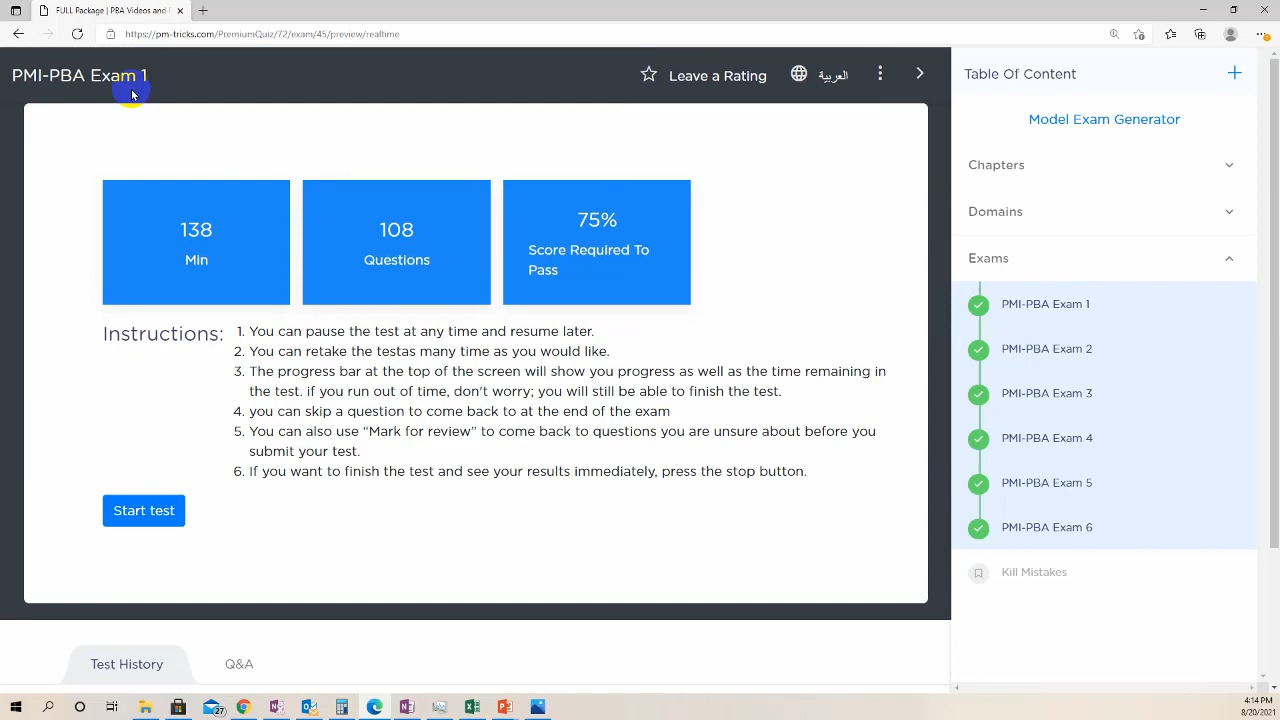 FULL Package | PBA Videos and
https://pm-tricks.com/PremiumQuiz/72/exam/45/preview/realtime
PMI-PBA Exam 1
Leave a Rating
العربية
Table Of Content
Model Exam Generator
Chapters
Domains
Exams
PMI-PBA Exam 1
PMI-PBA Exam 2
PMI-PBA Exam 3
PMI-PBA Exam 4
PMI-PBA Exam 5
PMI-PBA Exam 6
Kill Mistakes
138
Min
108
Questions
75%
Score Required To
Pass
Instructions:
1. You can pause the test at any time and resume later.
2. You can retake the testas many time as you would like.
3. The progress bar at the top of the screen will show you progress as well as the time remaining in
the test. if you run out of time, don't worry; you will still be able to finish the test.
4. you can skip a question to come back to at the end of the exam
5. You can also use “Mark for review” to come back to questions you are unsure about before you
submit your test.
6. If you want to finish the test and see your results immediately, press the stop button.
Start test
Test History
Q&A
27
4:14 PM
8/20/2021